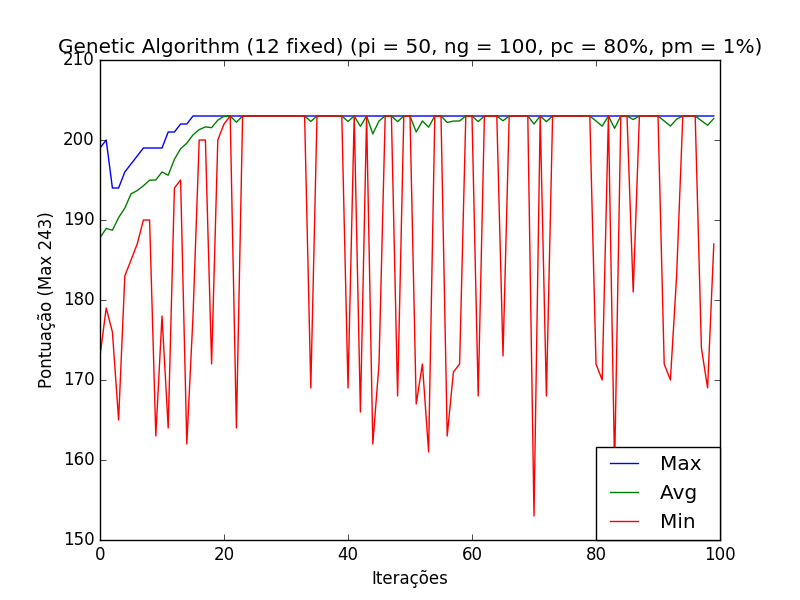 Genetic Algorithm (12 fixed) (pi = 50, ng = 100, pc = 80%, pm = 1%)
210
200
190
180
170
160
150
Pontuação (Max 243)
0 20 40 60 80 100
Iterações
Max
Avg
Min